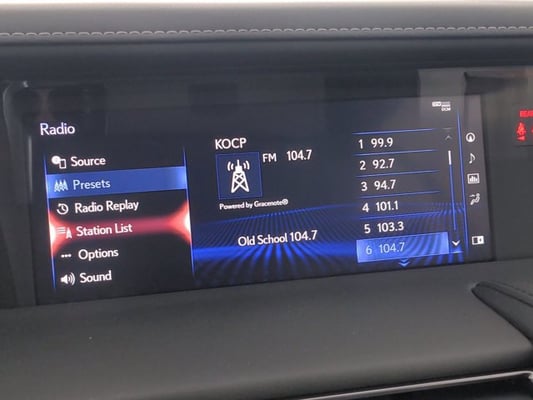 Radio
Source
Presets
Radio Replay
Station List
Options
Sound
KOCP
FM 104.7
Powered by Gracenote®
Old School 104.7
1 99.9
2 92.7
3 94.7
4 101.1
5 103.3
6 104.7